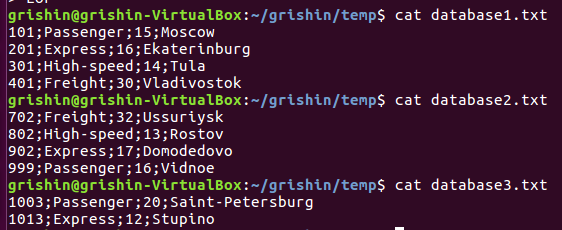 > EOF
grishin@grishin-VirtualBox:~/grishin/temp$ cat database1.txt
101;Passenger;15;Moscow
201;Express;16;Ekaterinburg
301;High-speed;14;Tula
401;Freight;30;Vladivostok
grishin@grishin-VirtualBox:~/grishin/temp$ cat database2.txt
702;Freight;32;Ussuriysk
802;High-speed;13;Rostov
902;Express;17;Domodedovo
999;Passenger;16;Vidnoe
grishin@grishin-VirtualBox:~/grishin/temp$ cat database3.txt
1003;Passenger;20;Saint-Petersburg
1013;Express;12;Stupino